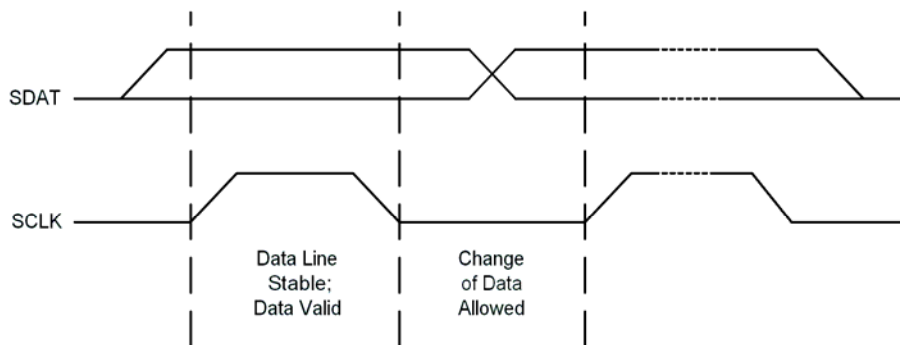 SDAT
SCLK
Data Line
Stable;
Data Valid
Change
of Data
Allowed